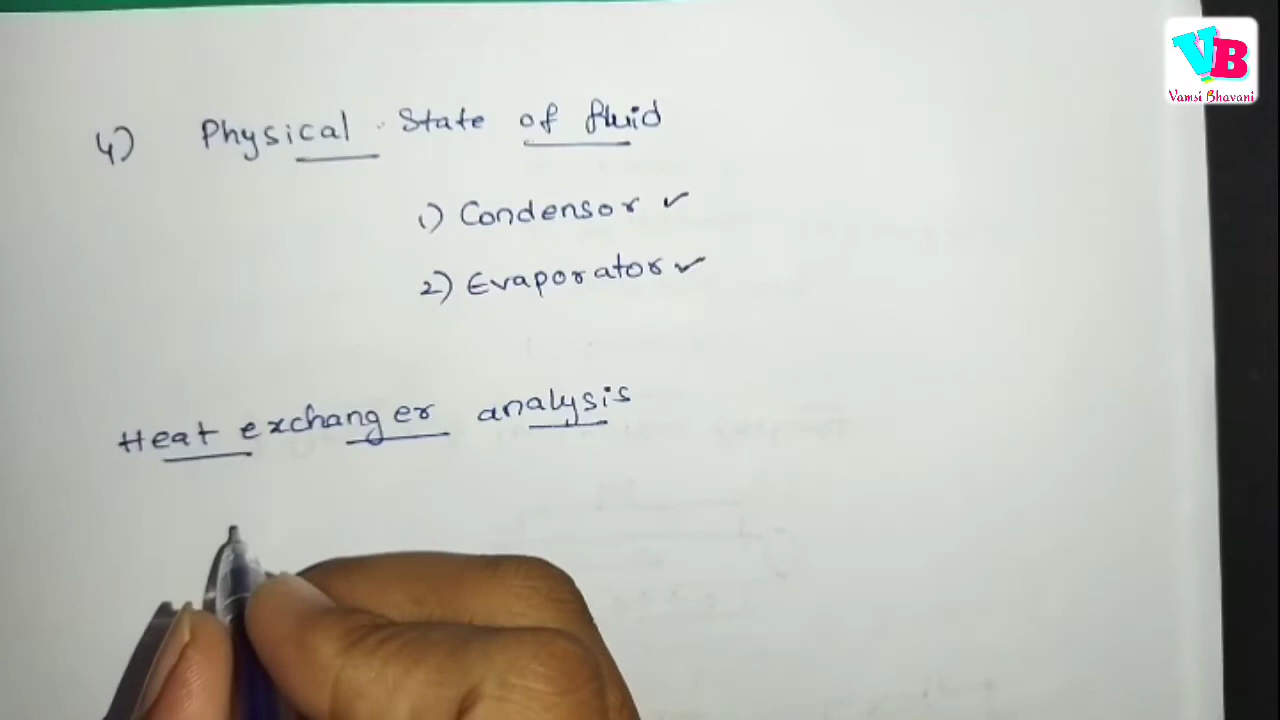 VB
Vamsi Bhavani
4) Physical State of fluid
1) Condensor ✓
2) Evaporator ✓
Heat exchanger analysis